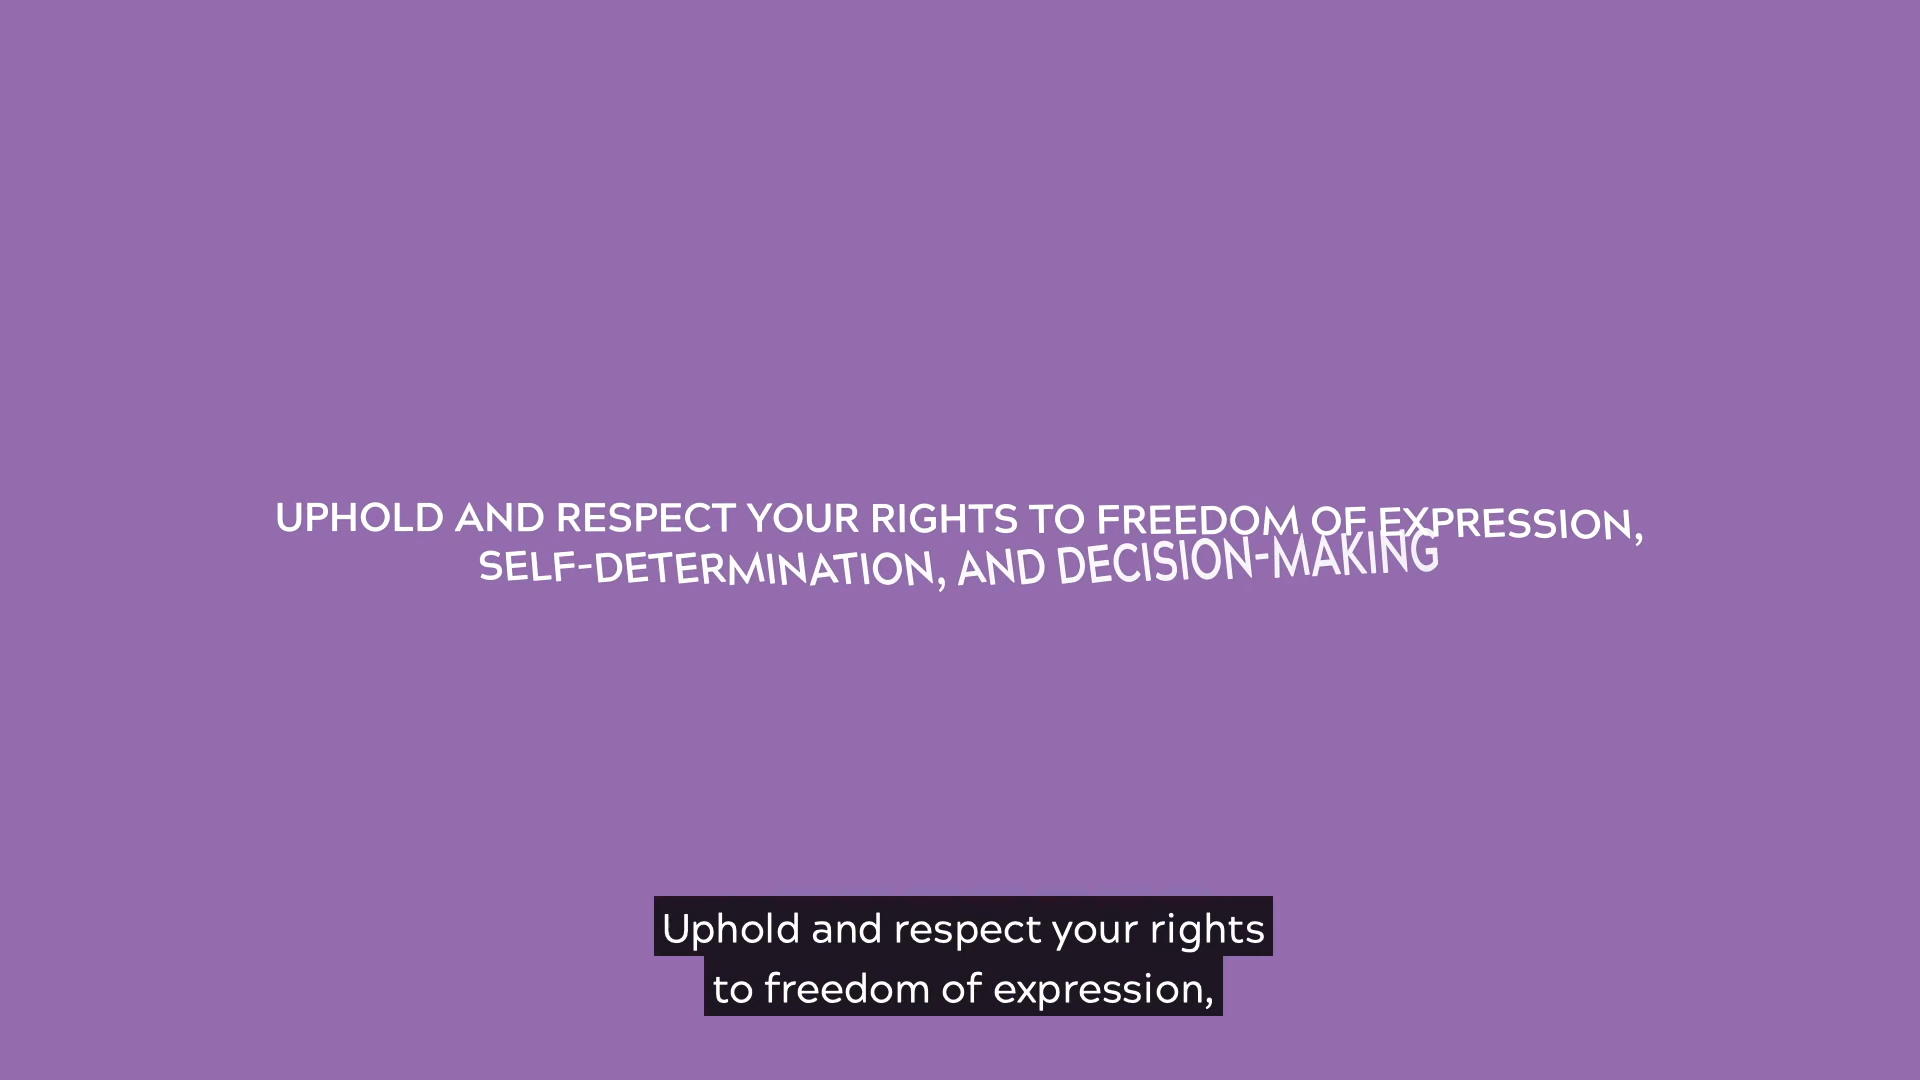 UPHOLD AND RESPECT YOUR RIGHTS TO FREEDOM OF EXPRESSION,
SELF-DETERMINATION, AND DECISION-MAKING
Uphold and respect your rights
to freedom of expression,